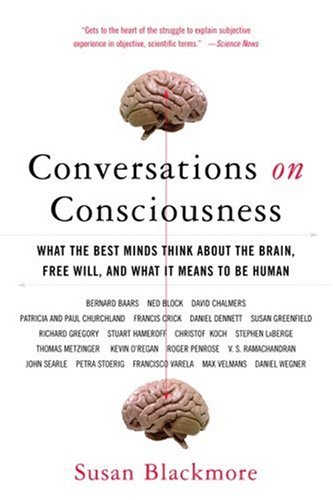 "Gets to the heart of the struggle to explain subjective
experience in objective, scientific terms." —Science News
Conversations on
Consciousness
WHAT THE BEST MINDS THINK ABOUT THE BRAIN,
FREE WILL, AND WHAT IT MEANS TO BE HUMAN
BERNARD BAARS NED BLOCK DAVID CHALMERS
PATRICIA AND PAUL CHURCHLAND FRANCIS CRICK DANIEL DENNETT SUSAN GREENFIELD
RICHARD GREGORY STUART HAMEROFF CHRISTOF KOCH STEPHEN LaBERGE
THOMAS METZINGER KEVIN O'REGAN ROGER PENROSE V. S. RAMACHANDRAN
JOHN SEARLE PETRA STOERIG FRANCISCO VARELA MAX VELMANS DANIEL WEGNER
Susan Blackmore